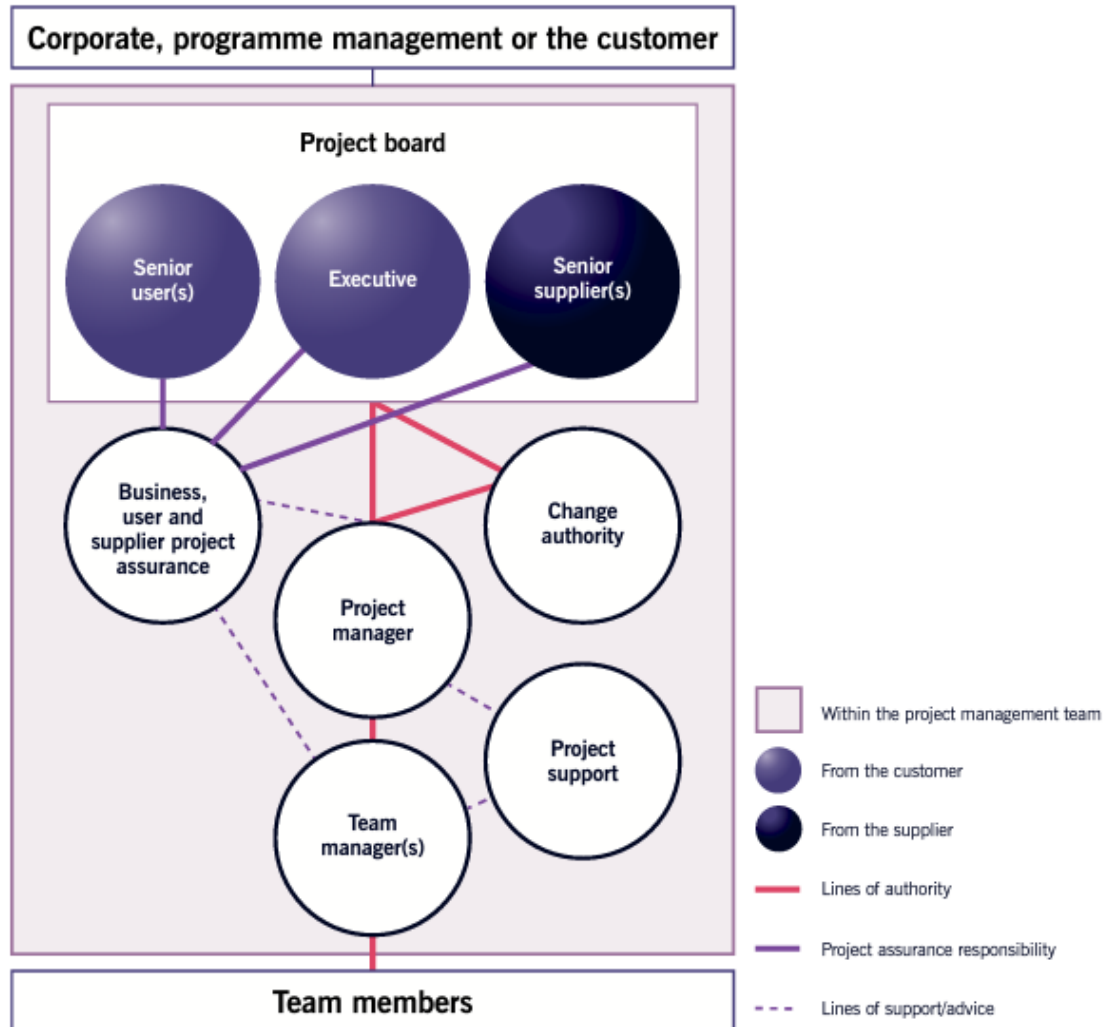 Corporate, programme management or the customer
Project board
Senior
user(s)
Executive
Senior
supplier(s)
Business,
user and
supplier project
assurance
Change
authority
Project
manager
Project
support
Team
manager(s)
Team members
Within the project management team
From the customer
From the supplier
Lines of authority
Project assurance responsibility
Lines of support/advice